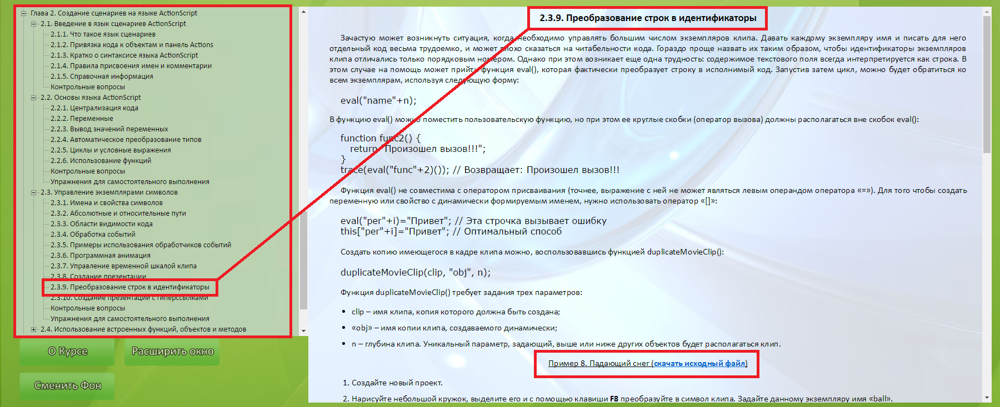 Глава 2. Создание сценариев на языке ActionScript
2.1. Введение в язык сценариев ActionScript
2.1.1. Что такое язык сценариев
2.1.2. Привязка кода к объектам и панель Actions
2.1.3. Кратко о синтаксисе языка ActionScript
2.1.4. Правила присвоения имен и комментарии
2.1.5. Справочная информация
Контрольные вопросы
2.2. Основы языка ActionScript
2.2.1. Централизация кода
2.2.2. Переменные
2.2.3. Вывод значений переменных
2.2.4. Автоматическое преобразование типов
2.2.5. Циклы и условные выражения
2.2.6. Использование функций
Контрольные вопросы
Упражнения для самостоятельного выполнения
2.3. Управление экземплярами символов
2.3.1. Имена и свойства символов
2.3.2. Абсолютные и относительные пути
2.3.3. Области видимости кода
2.3.4. Обработка событий
2.3.5. Примеры использования обработчиков событий
2.3.6. Программная анимация
2.3.7. Управление временной шкалой клипа
2.3.8. Создание презентации
2.3.9. Преобразование строк в идентификаторы
2.3.10. Создание презентации с гиперссылками
Контрольные вопросы
Упражнения для самостоятельного выполнения
2.4. Использование встроенных функций, объектов и методов
О Курсе
Расширить окно
Сменить Фон
2.3.9. Преобразование строк в идентификаторы
Зачастую может возникнуть ситуация, когда необходимо управлять большим числом экземпляров клипа. Давать каждому экземпляру имя и писать для него
отдельный код весьма трудоемко, и может плохо сказаться на читабельности кода. Гораздо проще назвать их таким образом, чтобы идентификаторы экземпляров
клипа отличались только порядковым номером. Однако при этом возникает еще одна трудность: содержимое текстового поля всегда интерпретируется как строка. В
этом случае на помощь может прийти функция eval(), которая фактически преобразует строку в исполнимый код. Запустив затем цикл, можно будет обратиться ко
всем экземплярам, используя следующую форму:
eval("name"+n);
В функцию eval() можно поместить пользовательскую функцию, но при этом ее круглые скобки (оператор вызова) должны располагаться вне скобок eval():
function func2() {
return "Произошел вызов!!!";
}
trace(eval("func"+2)()); // Возвращает: Произошел вызов!!!
Функция eval() не совместима с оператором присваивания (точнее, выражение с ней не может являться левым операндом оператора «=»). Для того чтобы создать
переменную или свойство с динамически формируемым именем, нужно использовать оператор «[]»:
eval("per"+i)="Привет"; // Эта строчка вызывает ошибку
this["per"+i]="Привет"; // Оптимальный способ
Создать копию имеющегося в кадре клипа можно, воспользовавшись функцией duplicateMovieClip():
duplicateMovieClip(clip, "obj", n);
Функция duplicateMovieClip() требует задания трех параметров:
• clip – имя клипа, копия которого должна быть создана;
• «obj» – имя копии клипа, создаваемого динамически;
• n – глубина клипа. Уникальный параметр, задающий, выше или ниже других объектов будет располагаться клип.
Пример 8. Падающий снег (скачать исходный файл)
1. Создайте новый проект.
2. Нарисуйте небольшой кружок, выделите его и с помощью клавиши F8 преобразуйте в символ клипа. Задайте данному экземпляру имя «ball».